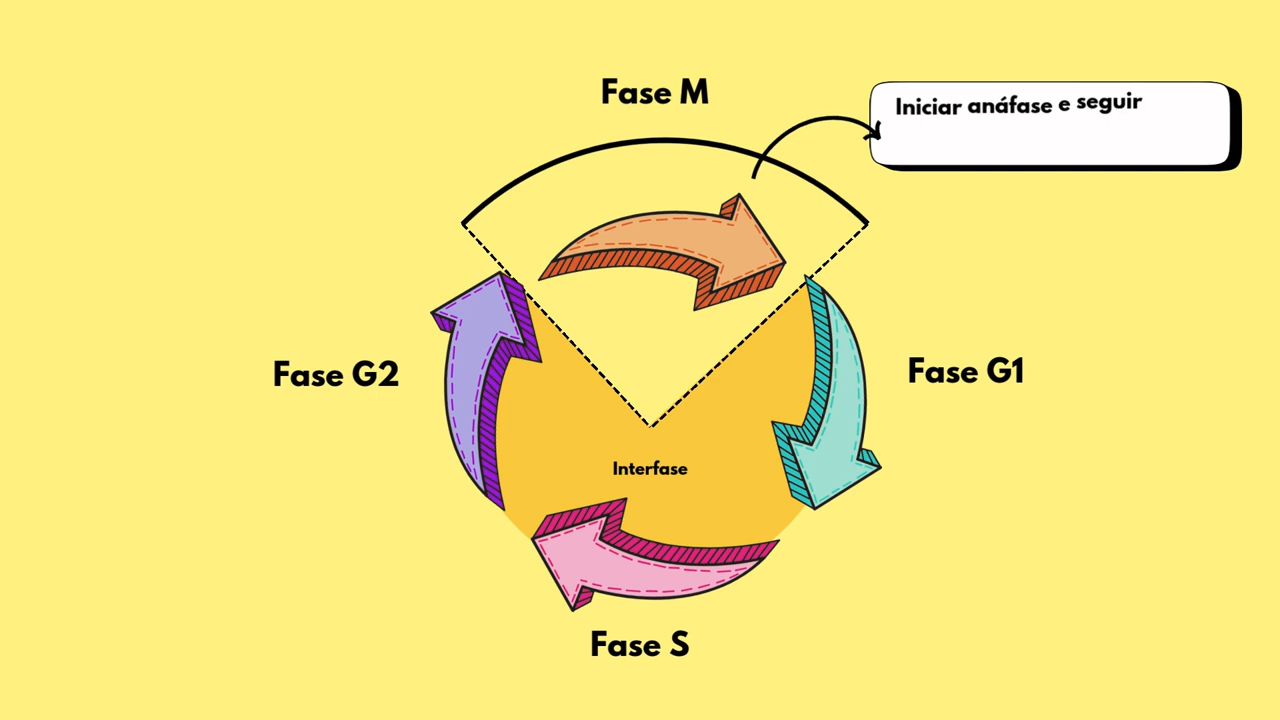 Fase M
Iniciar anáfase e seguir
Fase G2
Fase G1
Interfase
Fase S